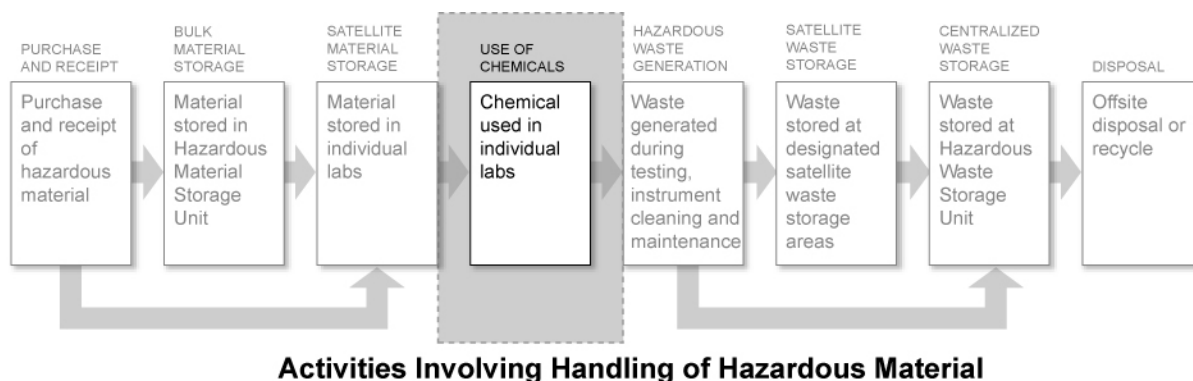 PURCHASE
AND RECEIPT
Purchase
and receipt
of
hazardous
material
BULK
MATERIAL
STORAGE
Material
stored in
Hazardous
Material
Storage
Unit
SATELLITE
MATERIAL
STORAGE
Material
stored in
individual
labs
USE OF
CHEMICALS
Chemical
used in
individual
labs
HAZARDOUS
WASTE
GENERATION
Waste
generated
during
testing,
instrument
cleaning and
maintenance
SATELLITE
WASTE
STORAGE
Waste
stored at
designated
satellite
waste
storage
areas
CENTRALIZED
WASTE
STORAGE
Waste
stored at
Hazardous
Waste
Storage
Unit
DISPOSAL
Offsite
disposal or
recycle
Activities Involving Handling of Hazardous Material